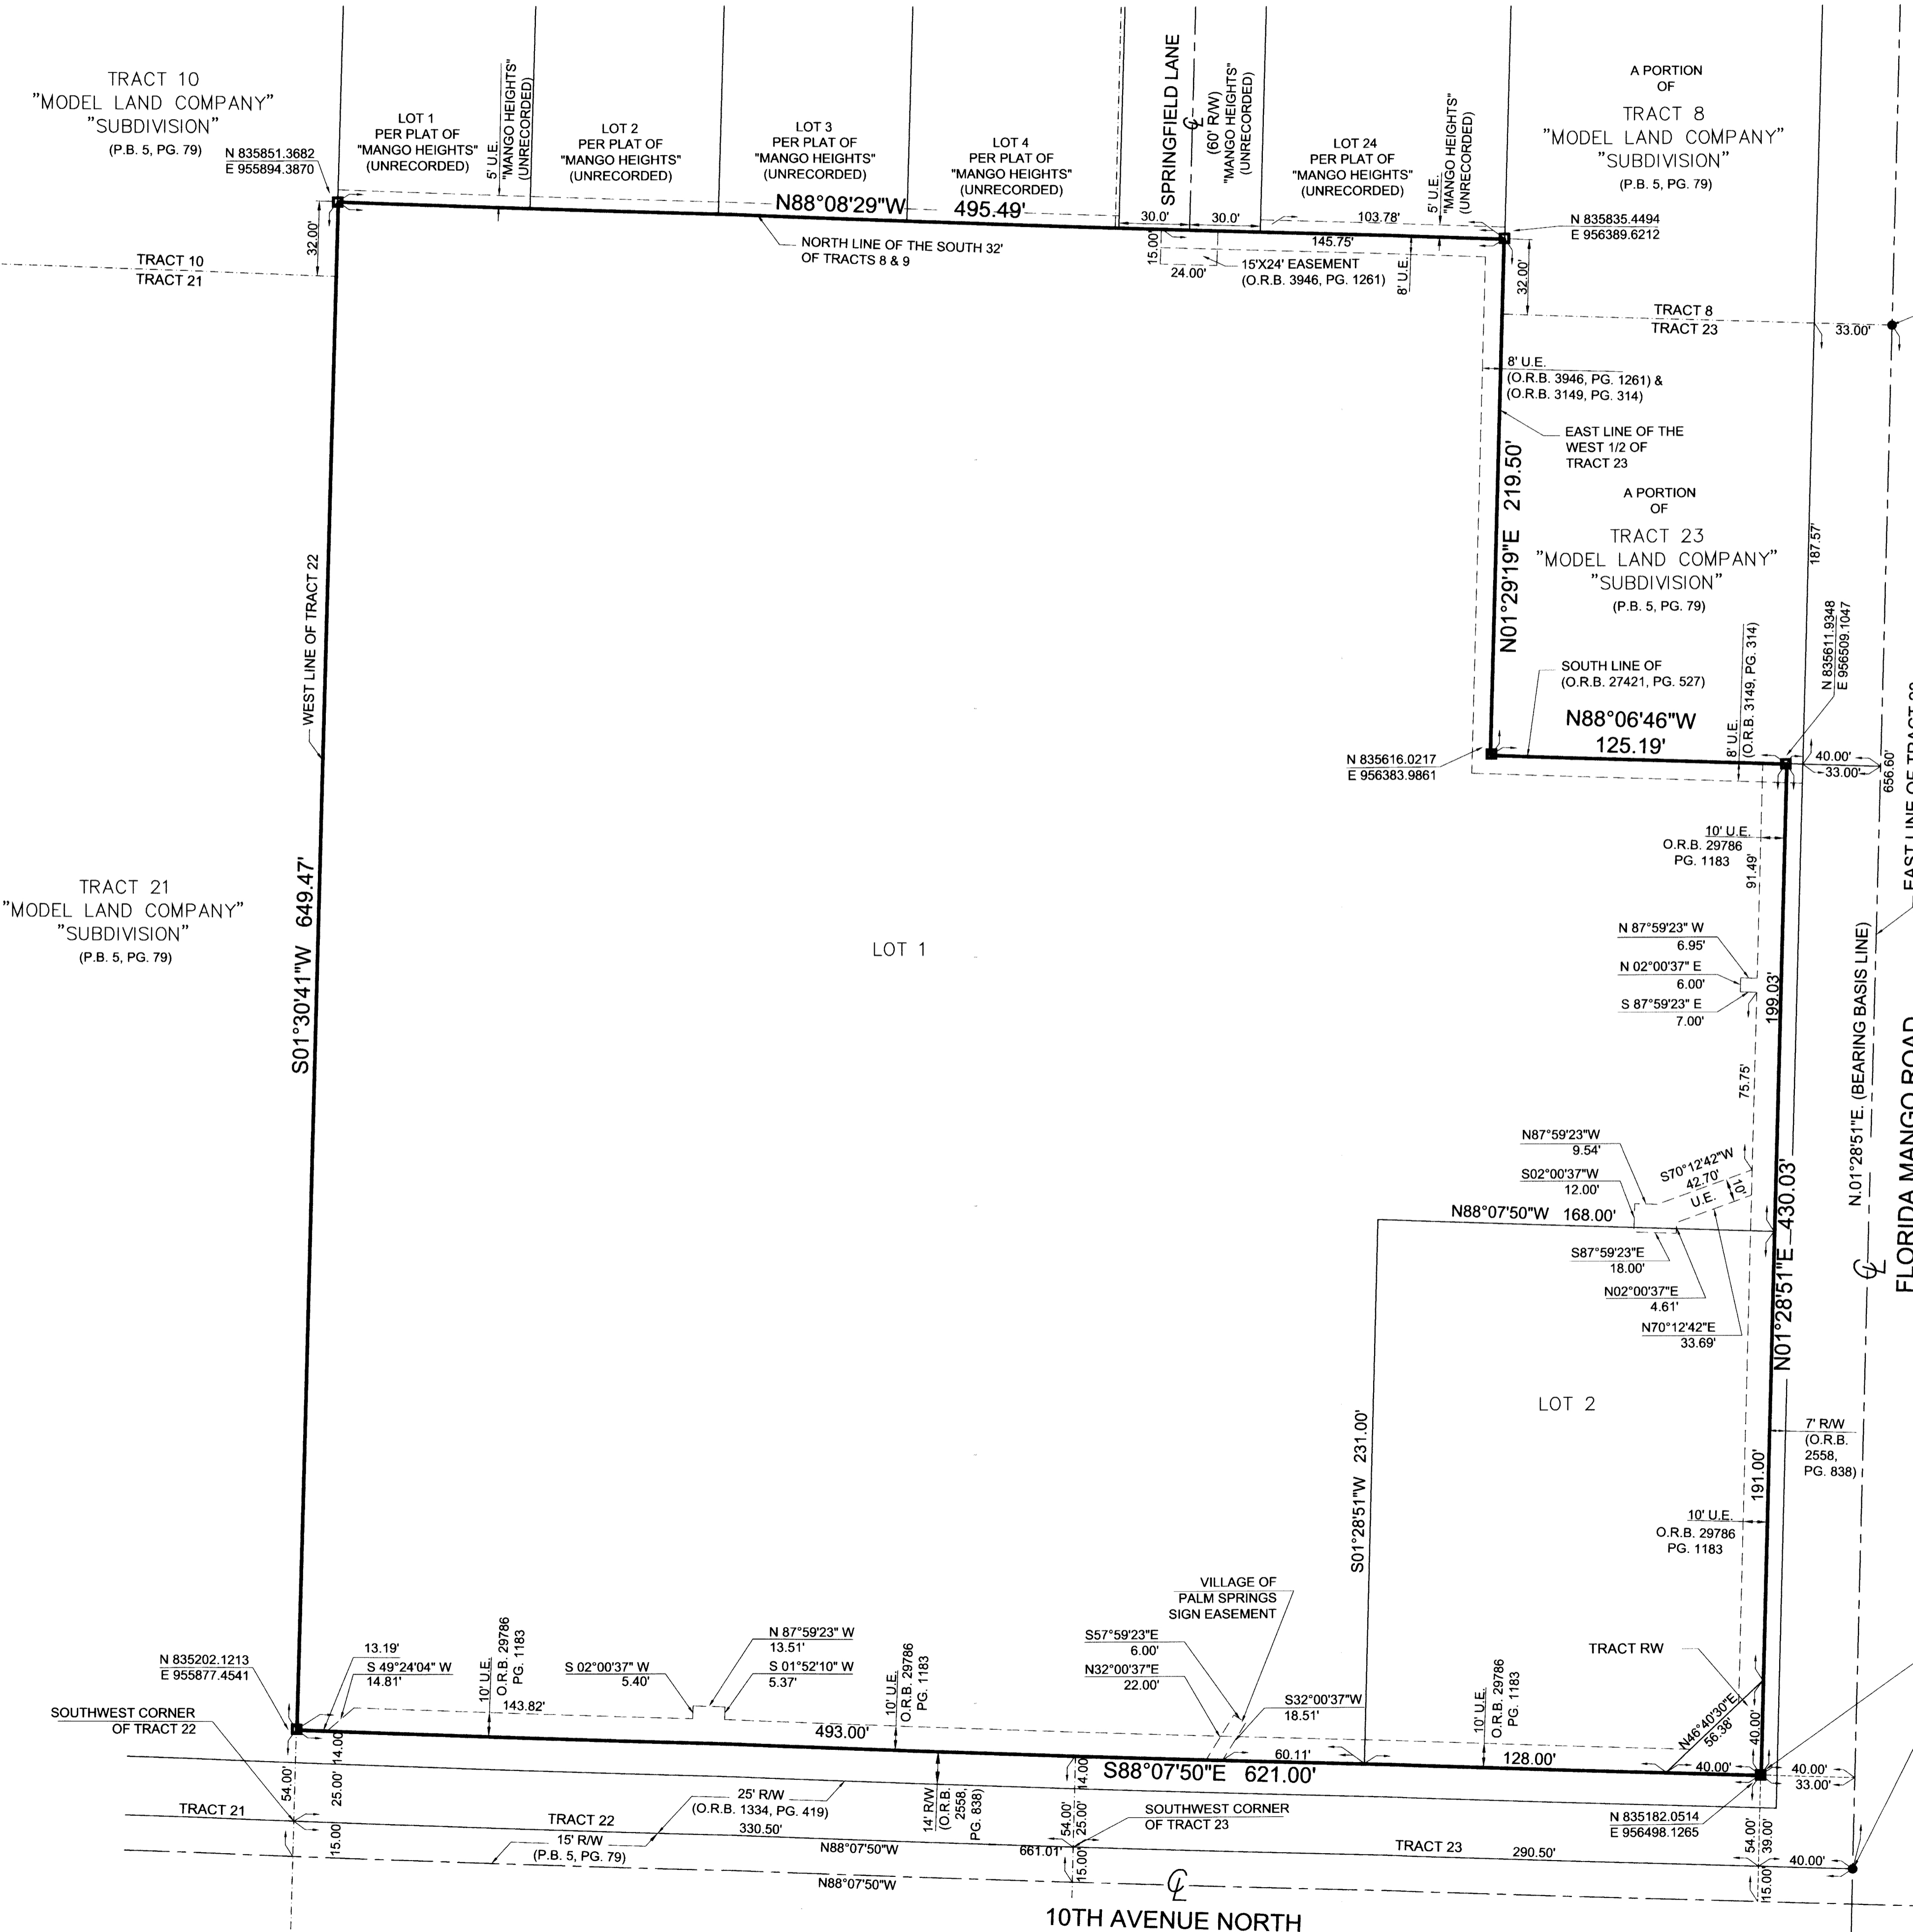 TRACT 10
"MODEL LAND COMPANY"
"SUBDIVISION"
(P.B. 5, PG. 79)
N 835851.3682
E 955894.3870
LOT 1
PER PLAT OF
"MANGO HEIGHTS"
(UNRECORDED)
5' U.E.
"MANGO HEIGHTS"
(UNRECORDED)
LOT 2
PER PLAT OF
"MANGO HEIGHTS"
(UNRECORDED)
LOT 3
PER PLAT OF
"MANGO HEIGHTS"
(UNRECORDED)
LOT 4
PER PLAT OF
"MANGO HEIGHTS"
(UNRECORDED)
SPRINGFIELD LANE
(60' R/W)
"MANGO HEIGHTS"
(UNRECORDED)
LOT 24
PER PLAT OF
"MANGO HEIGHTS"
(UNRECORDED)
5' U.E.
"MANGO HEIGHTS"
(UNRECORDED)
A PORTION
OF
TRACT 8
"MODEL LAND COMPANY"
"SUBDIVISION"
(P.B. 5, PG. 79)
N 835835.4494
E 956389.6212
N88°08'29"W 495.49'
30.0'
30.0'
103.78'
145.75'
32.00'
TRACT 10
TRACT 21
NORTH LINE OF THE SOUTH 32'
OF TRACTS 8 & 9
15.00'
24.00'
15'X24' EASEMENT
(O.R.B. 3946, PG. 1261)
8' U.E.
32.00'
TRACT 8
TRACT 23
33.00'
8' U.E.
(O.R.B. 3946, PG. 1261) &
(O.R.B. 3149, PG. 314)
EAST LINE OF THE
WEST 1/2 OF
TRACT 23
N01°29'19"E 219.50'
A PORTION
OF
TRACT 23
"MODEL LAND COMPANY"
"SUBDIVISION"
(P.B. 5, PG. 79)
187.57'
N 835611.9348
E 956509.1047
SOUTH LINE OF
(O.R.B. 27421, PG. 527)
8' U.E.
(O.R.B. 3149, PG. 314)
N88°06'46"W
125.19'
N 835616.0217
E 956383.9861
40.00'
33.00'
656.60'
WEST LINE OF TRACT 22
S01°30'41"W 649.47'
TRACT 21
"MODEL LAND COMPANY"
"SUBDIVISION"
(P.B. 5, PG. 79)
LOT 1
10' U.E.
O.R.B. 29786
PG. 1183
91.49'
N 87°59'23" W
6.95'
N 02°00'37" E
6.00'
S 87°59'23" E
7.00'
199.03'
75.75'
N.01°28'51"E. (BEARING BASIS LINE)
FLORIDA MANGO ROAD
N87°59'23"W
9.54'
S02°00'37"W
12.00'
S70°12'42"W
42.70'
10'
U.E.
N88°07'50"W 168.00'
S87°59'23"E
18.00'
N02°00'37"E
4.61'
N70°12'42"E
33.69'
N01°28'51"E 430.03'
S01°28'51"W 231.00'
LOT 2
7' R/W
(O.R.B.
2558,
PG. 838)
191.00'
10' U.E.
O.R.B. 29786
PG. 1183
VILLAGE OF
PALM SPRINGS
SIGN EASEMENT
TRACT RW
N46°40'30"E
56.38'
40.00'
N 835202.1213
E 955877.4541
13.19'
S 49°24'04" W
14.81'
10' U.E.
O.R.B. 29786
PG. 1183
143.82'
S 02°00'37" W
5.40'
N 87°59'23" W
13.51'
S 01°52'10" W
5.37'
10' U.E.
O.R.B. 29786
PG. 1183
S57°59'23"E
6.00'
N32°00'37"E
22.00'
S32°00'37"W
18.51'
10' U.E.
O.R.B. 29786
PG. 1183
493.00'
60.11'
128.00'
40.00'
40.00'
33.00'
S88°07'50"E 621.00'
SOUTHWEST CORNER
OF TRACT 22
54.00'
14.00'
25.00'
15.00'
25' R/W
(O.R.B. 1334, PG. 419)
14' R/W
(O.R.B.
2558,
PG. 838)
14.00'
25.00'
54.00'
15.00'
SOUTHWEST CORNER
OF TRACT 23
N 835182.0514
E 956498.1265
54.00'
39.00'
15.00'
TRACT 21
TRACT 22
330.50'
15' R/W
(P.B. 5, PG. 79)
N88°07'50"W
661.01'
TRACT 23
290.50'
40.00'
N88°07'50"W
10TH AVENUE NORTH